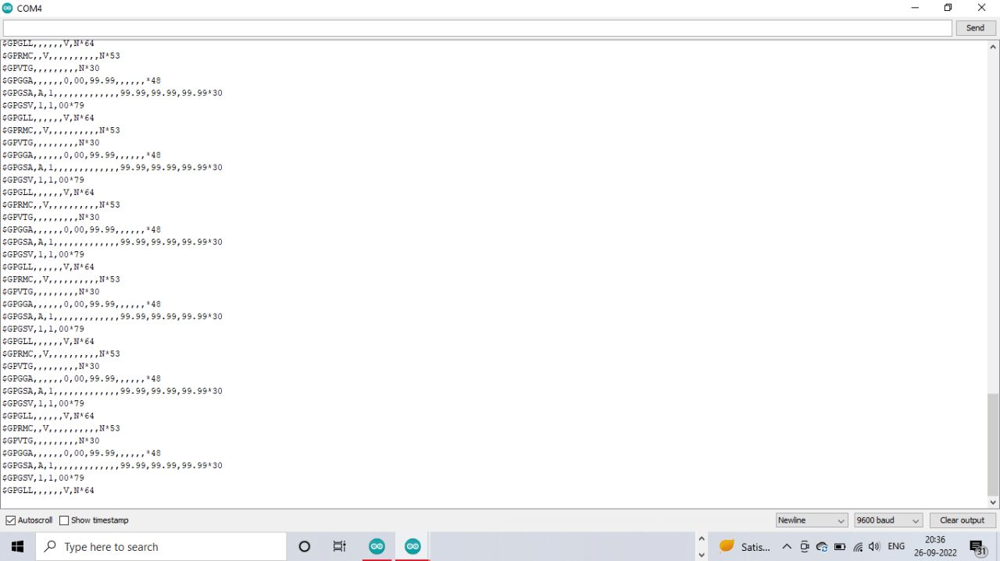 COM4
Send
$GPGLL,,,,,,V,N*64
$GPRMC,,V,,,,,,,,,,N*53
$GPVTG,,,,,,,,,N*30
$GPGGA,,,,,,0,00,99.99,,,,,,*48
$GPGSA,A,1,,,,,,,,,,,,,99.99,99.99,99.99*30
$GPGSV,1,1,00*79
$GPGLL,,,,,,V,N*64
$GPRMC,,V,,,,,,,,,,N*53
$GPVTG,,,,,,,,,N*30
$GPGGA,,,,,,0,00,99.99,,,,,,*48
$GPGSA,A,1,,,,,,,,,,,,,99.99,99.99,99.99*30
$GPGSV,1,1,00*79
$GPGLL,,,,,,V,N*64
$GPRMC,,V,,,,,,,,,,N*53
$GPVTG,,,,,,,,,N*30
$GPGGA,,,,,,0,00,99.99,,,,,,*48
$GPGSA,A,1,,,,,,,,,,,,,99.99,99.99,99.99*30
$GPGSV,1,1,00*79
$GPGLL,,,,,,V,N*64
$GPRMC,,V,,,,,,,,,,N*53
$GPVTG,,,,,,,,,N*30
$GPGGA,,,,,,0,00,99.99,,,,,,*48
$GPGSA,A,1,,,,,,,,,,,,,99.99,99.99,99.99*30
$GPGSV,1,1,00*79
$GPGLL,,,,,,V,N*64
$GPRMC,,V,,,,,,,,,,N*53
$GPVTG,,,,,,,,,N*30
$GPGGA,,,,,,0,00,99.99,,,,,,*48
$GPGSA,A,1,,,,,,,,,,,,,99.99,99.99,99.99*30
$GPGSV,1,1,00*79
$GPGLL,,,,,,V,N*64
$GPRMC,,V,,,,,,,,,,N*53
$GPVTG,,,,,,,,,N*30
$GPGGA,,,,,,0,00,99.99,,,,,,*48
$GPGSA,A,1,,,,,,,,,,,,,99.99,99.99,99.99*30
$GPGSV,1,1,00*79
$GPGLL,,,,,,V,N*64
Autoscroll Show timestamp Newline 9600 baud Clear output
Type here to search Satis... ENG 20:36
26-09-2022 31